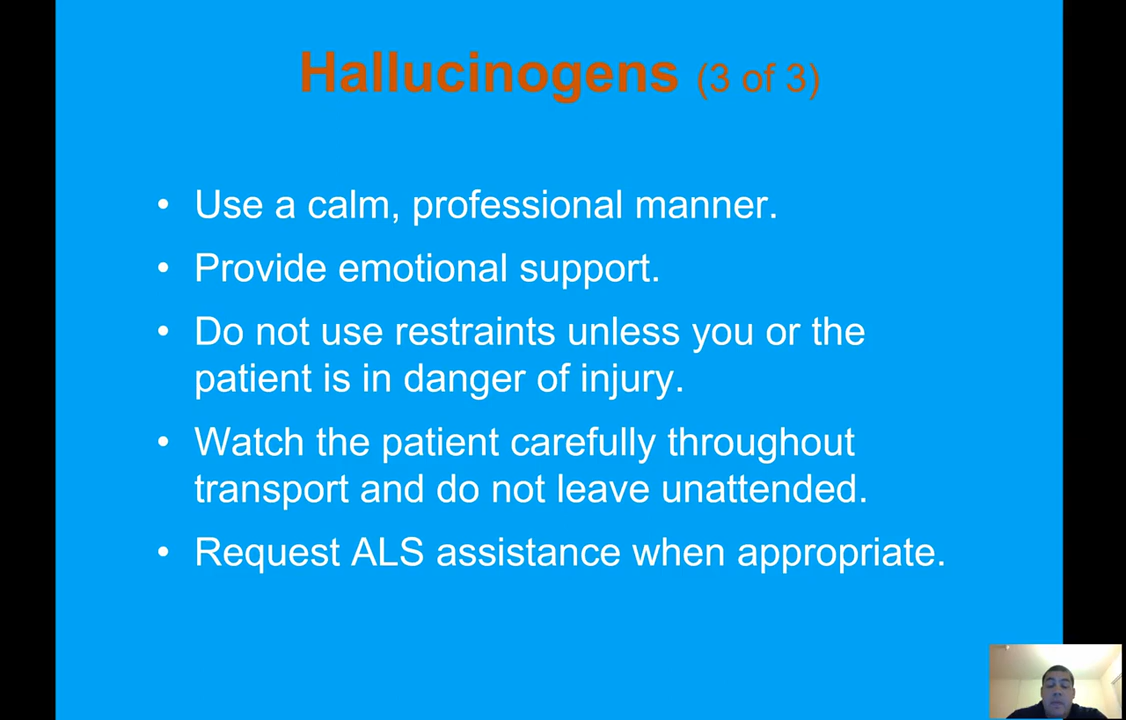 Hallucinogens (3 of 3)
• Use a calm, professional manner.
• Provide emotional support.
• Do not use restraints unless you or the
patient is in danger of injury.
• Watch the patient carefully throughout
transport and do not leave unattended.
• Request ALS assistance when appropriate.